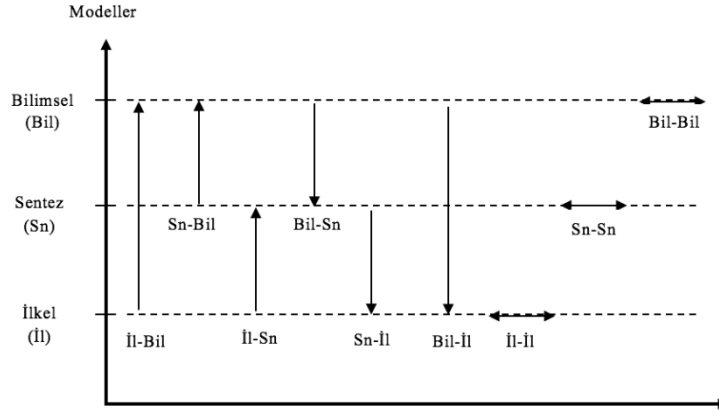 Modeller
Bilimsel
(Bil)
Bil-Bil
Sentez
(Sn)
Sn-Bil
Bil-Sn
Sn-Sn
İlkel
(İl)
İl-Bil
İl-Sn
Sn-İl
Bil-İl
İl-İl